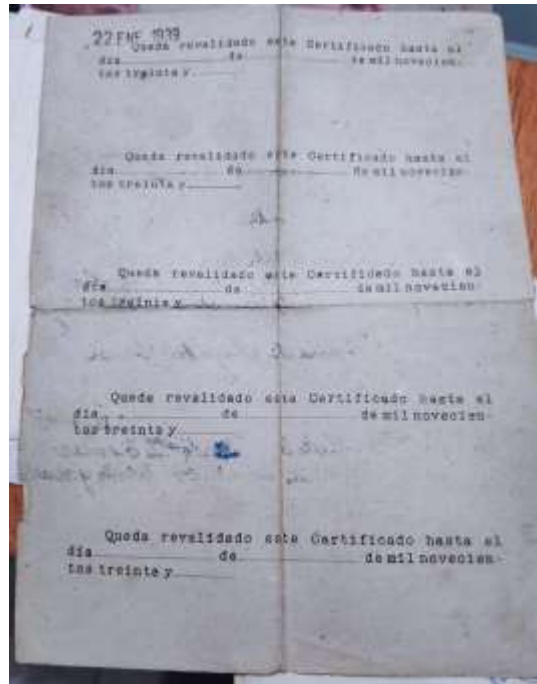 22 ENE 1939
Queda revalidado este Certificado hasta el
día de de mil novecien-
tos treinta y
Queda revalidado este Certificado hasta el
día de de mil novecien-
tos treinta y
Queda revalidado este Certificado hasta el
día de de mil novecien-
tos treinta y
Queda revalidado este Certificado hasta el
día de de mil novecien-
tos treinta y
Queda revalidado este Certificado hasta el
día de de mil novecien-
tos treinta y